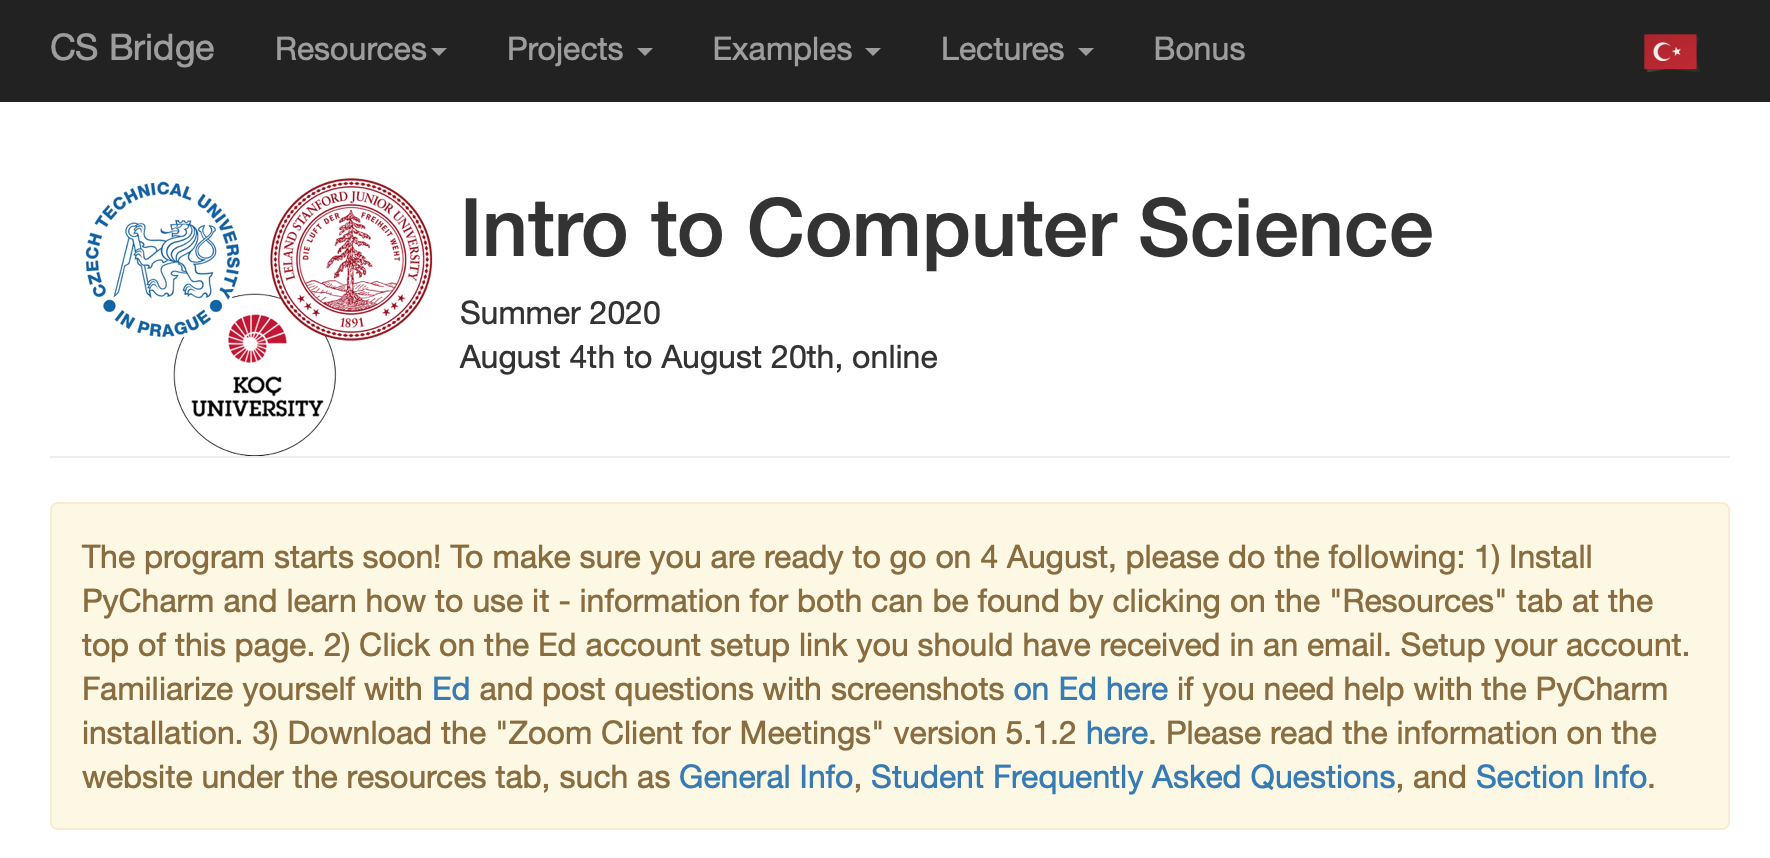 CS Bridge Resources Projects Examples Lectures Bonus
CZECH TECHNICAL UNIVERSITY
IN PRAGUE
LELAND STANFORD JUNIOR UNIVERSITY
DIE LUFT DER FREIHEIT WEHT
1891
KOÇ
UNIVERSITY
Intro to Computer Science
Summer 2020
August 4th to August 20th, online
The program starts soon! To make sure you are ready to go on 4 August, please do the following: 1) Install
PyCharm and learn how to use it - information for both can be found by clicking on the "Resources" tab at the
top of this page. 2) Click on the Ed account setup link you should have received in an email. Setup your account.
Familiarize yourself with Ed and post questions with screenshots on Ed here if you need help with the PyCharm
installation. 3) Download the "Zoom Client for Meetings" version 5.1.2 here. Please read the information on the
website under the resources tab, such as General Info, Student Frequently Asked Questions, and Section Info.